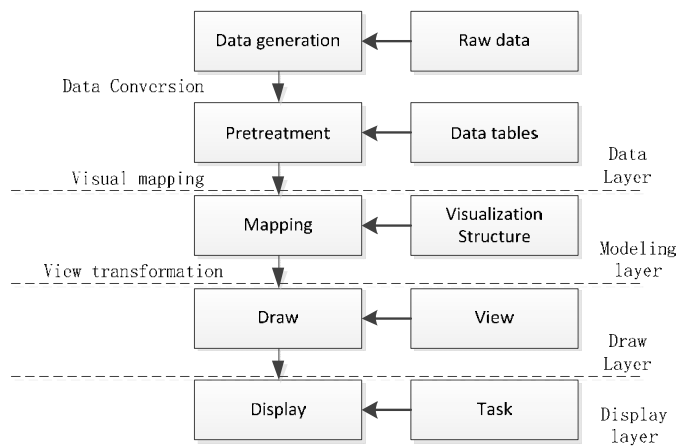 Data generation
Raw data
Data Conversion
Pretreatment
Data tables
Data
Layer
Visual mapping
Mapping
Visualization
Structure
Modeling
layer
View transformation
Draw
View
Draw
Layer
Display
Task
Display
layer